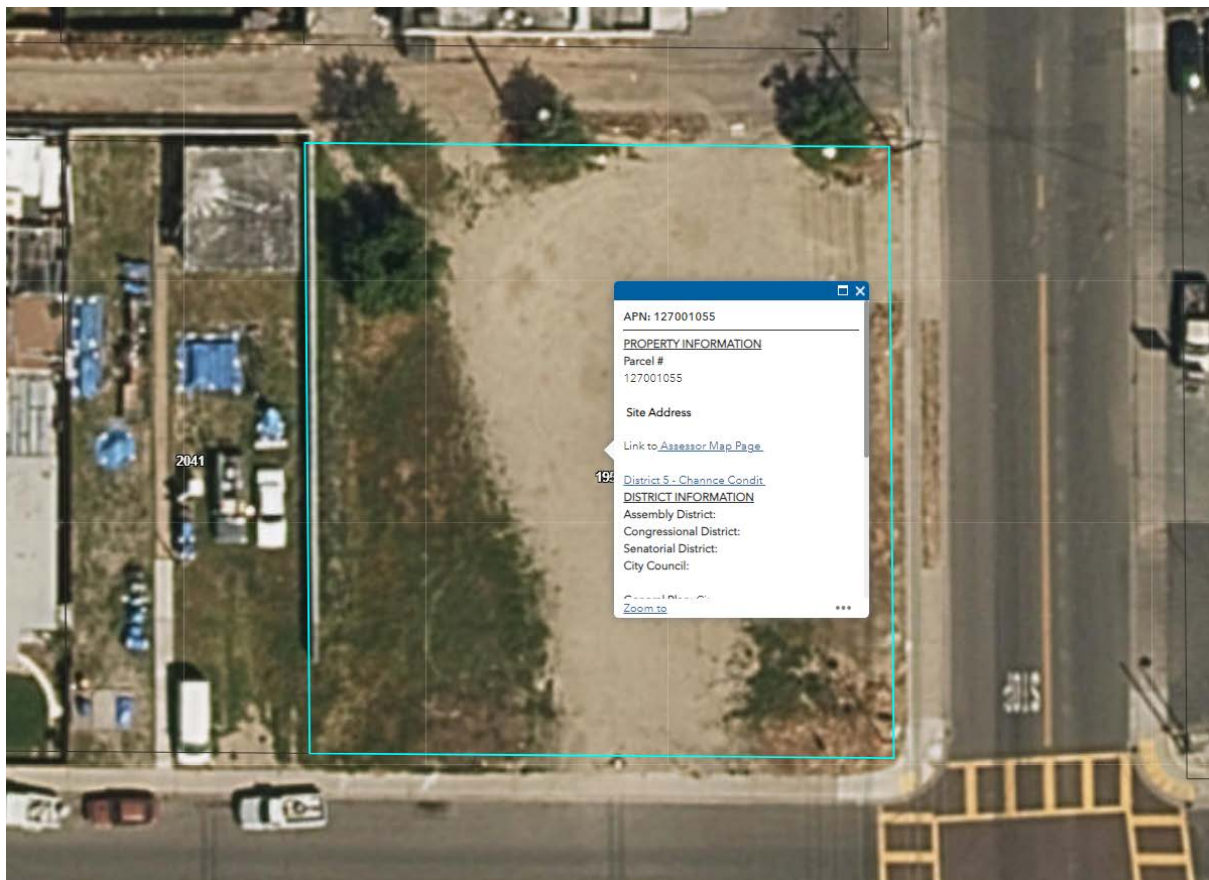 APN: 127001055
PROPERTY INFORMATION
Parcel #
127001055
Site Address
Link to Assessor Map Page
District 5 - Channce Condit
DISTRICT INFORMATION
Assembly District:
Congressional District:
Senatorial District:
City Council:
Zoom to
2041
195
STOP